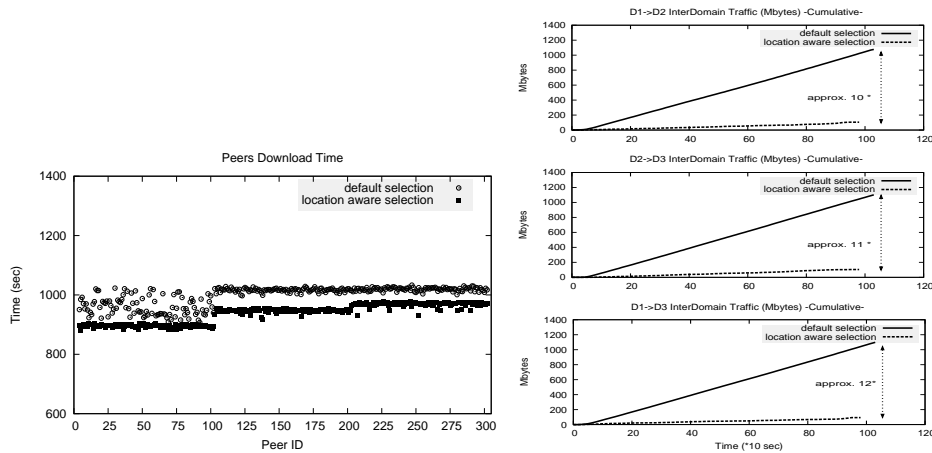 Peers Download Time
1400
1200
1000
800
600
Time (sec)
default selection
location aware selection
0 25 50 75 100 125 150 175 200 225 250 275 300
Peer ID
D1->D2 InterDomain Traffic (Mbytes) -Cumulative-
1400
1200
1000
800
600
400
200
0
Mbytes
default selection
location aware selection
approx. 10 "
0 20 40 60 80 100 120
D2->D3 InterDomain Traffic (Mbytes) -Cumulative-
1400
1200
1000
800
600
400
200
0
Mbytes
default selection
location aware selection
approx. 11 "
0 20 40 60 80 100 120
D1->D3 InterDomain Traffic (Mbytes) -Cumulative-
1400
1200
1000
800
600
400
200
0
Mbytes
default selection
location aware selection
approx. 12"
0 20 40 60 80 100 120
Time (*10 sec)